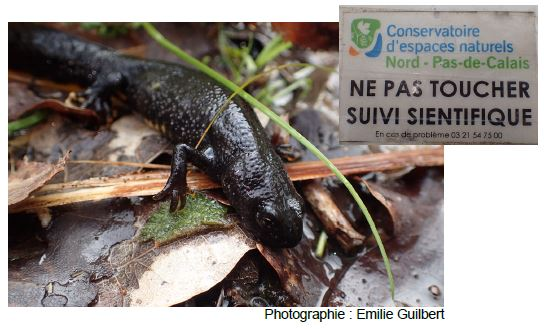 Conservatoire
d'espaces naturels
Nord - Pas-de-Calais
NE PAS TOUCHER
SUIVI SIENTIFIQUE
En cas de problème 03 21 54 75 00
Photographie : Emilie Guilbert